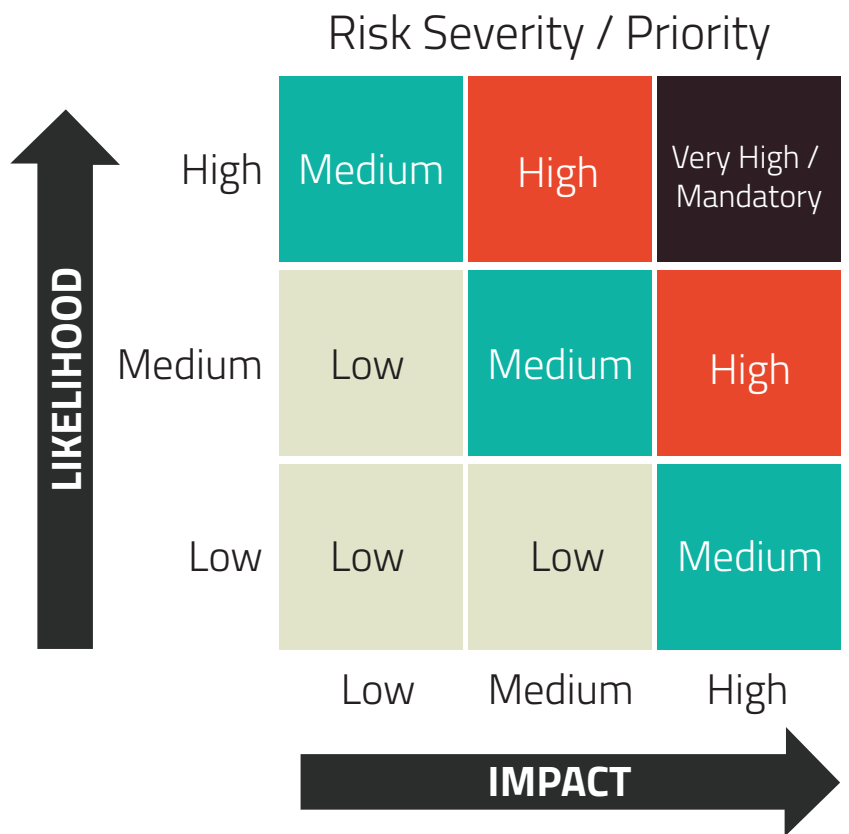 Risk Severity / Priority
LIKELIHOOD
High
Medium
High
Very High /
Mandatory
Medium
Low
Medium
High
Low
Low
Low
Medium
Low
Medium
High
IMPACT